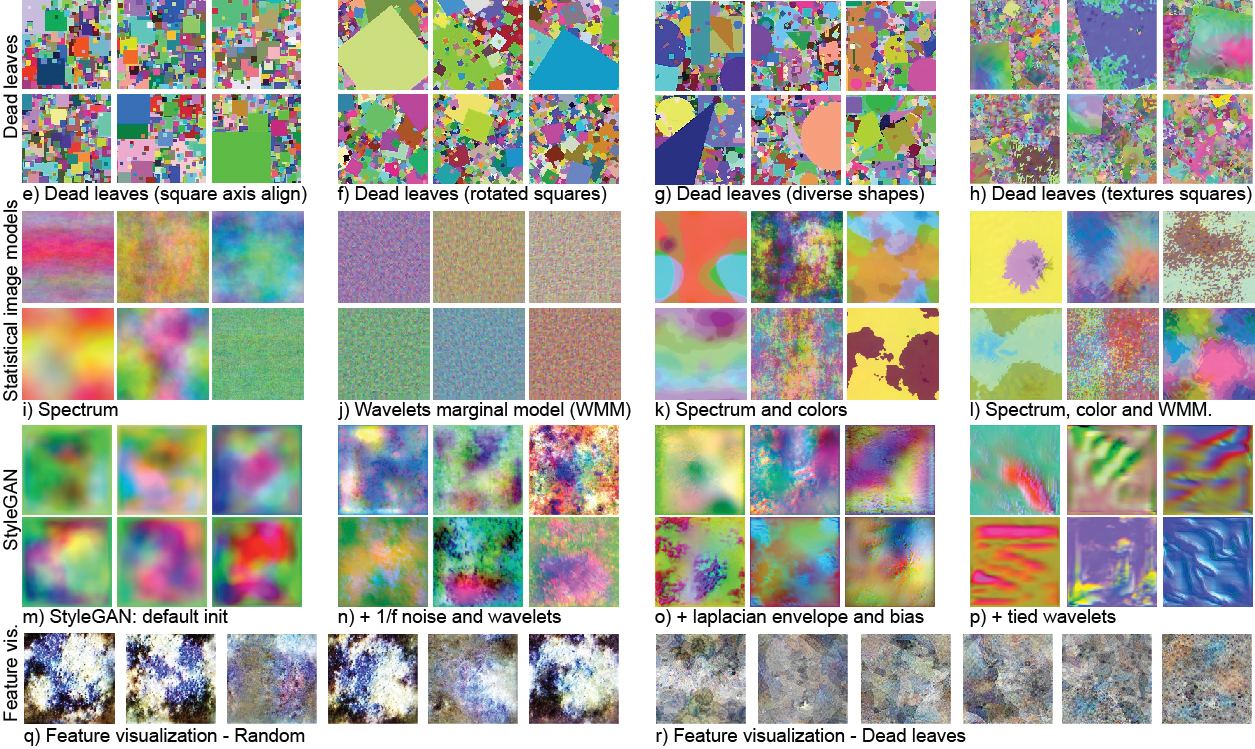 Dead leaves
e) Dead leaves (square axis align)
f) Dead leaves (rotated squares)
g) Dead leaves (diverse shapes)
h) Dead leaves (textures squares)
Statistical image models
i) Spectrum
j) Wavelets marginal model (WMM)
k) Spectrum and colors
l) Spectrum, color and WMM.
StyleGAN
m) StyleGAN: default init
n) + 1/f noise and wavelets
o) + laplacian envelope and bias
p) + tied wavelets
Feature vis.
q) Feature visualization - Random
r) Feature visualization - Dead leaves